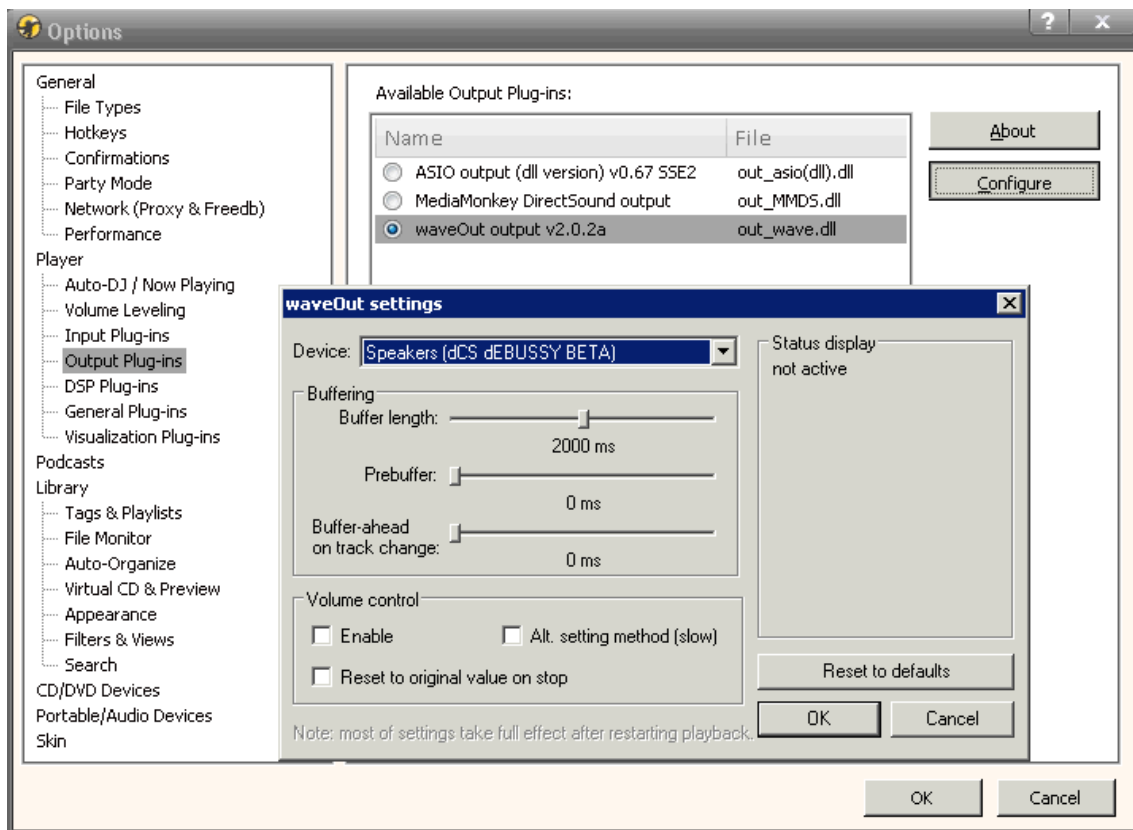 Options
General
File Types
Hotkeys
Confirmations
Party Mode
Network (Proxy & Freedb)
Performance
Player
Auto-DJ / Now Playing
Volume Leveling
Input Plug-ins
Output Plug-ins
DSP Plug-ins
General Plug-ins
Visualization Plug-ins
Podcasts
Library
Tags & Playlists
File Monitor
Auto-Organize
Virtual CD & Preview
Appearance
Filters & Views
Search
CD/DVD Devices
Portable/Audio Devices
Skin
Available Output Plug-ins:
Name File
ASIO output (dll version) v0.67 SSE2 out_asio(dll).dll
MediaMonkey DirectSound output out_MMDS.dll
waveOut output v2.0.2a out_wave.dll
About
Configure
waveOut settings
Device: Speakers (dCS dEBUSSY BETA)
Buffering
Buffer length:
2000 ms
Prebuffer:
0 ms
Buffer-ahead
on track change:
0 ms
Volume control
Enable Alt. setting method (slow)
Reset to original value on stop
Note: most of settings take full effect after restarting playback.
Status display
not active
Reset to defaults
OK Cancel
OK Cancel